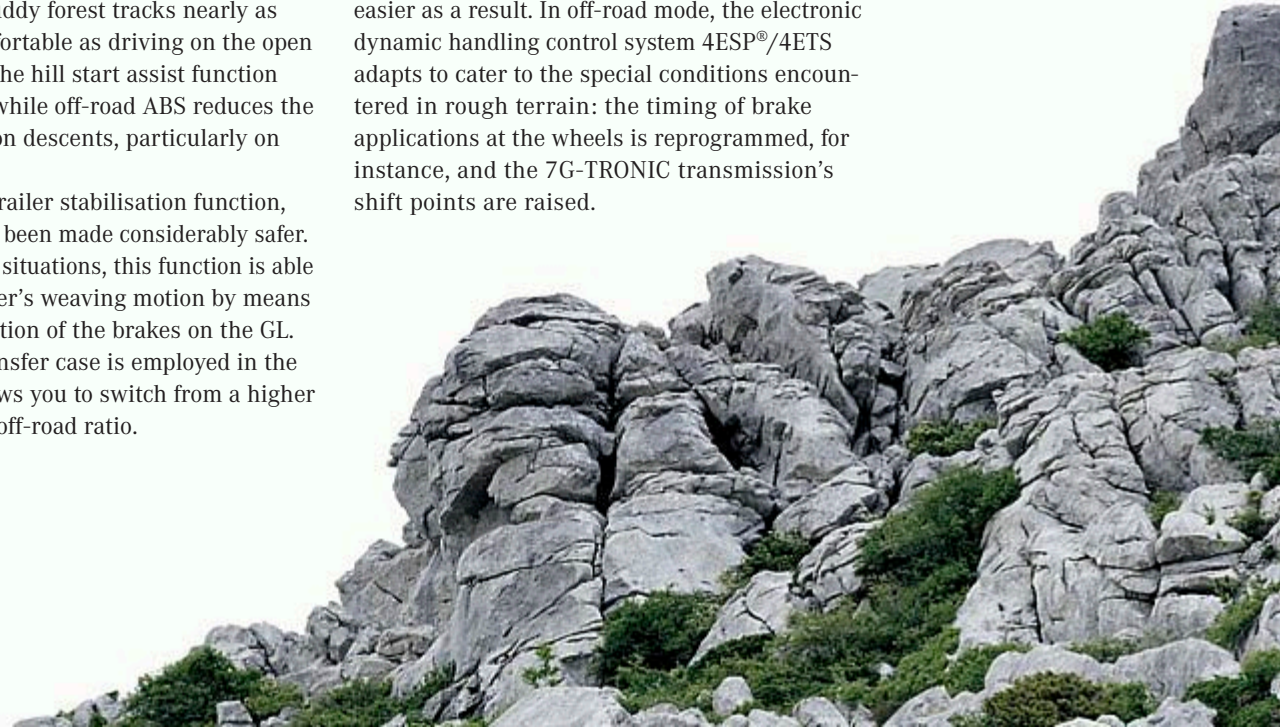 uddy forest tracks nearly as
fortable as driving on the open
he hill start assist function
while off-road ABS reduces the
on descents, particularly on
railer stabilisation function,
been made considerably safer.
situations, this function is able
er's weaving motion by means
tion of the brakes on the GL.
nsfer case is employed in the
ws you to switch from a higher
off-road ratio.
easier as a result. In off-road mode, the electronic
dynamic handling control system 4ESP®/4ETS
adapts to cater to the special conditions encoun-
tered in rough terrain: the timing of brake
applications at the wheels is reprogrammed, for
instance, and the 7G-TRONIC transmission's
shift points are raised.